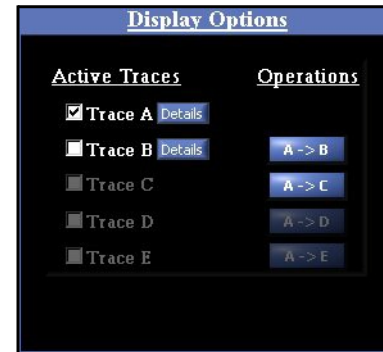 Display Options
Active Traces Operations
Trace A Details
Trace B Details A -> B
Trace C A -> C
Trace D A -> D
Trace E A -> E